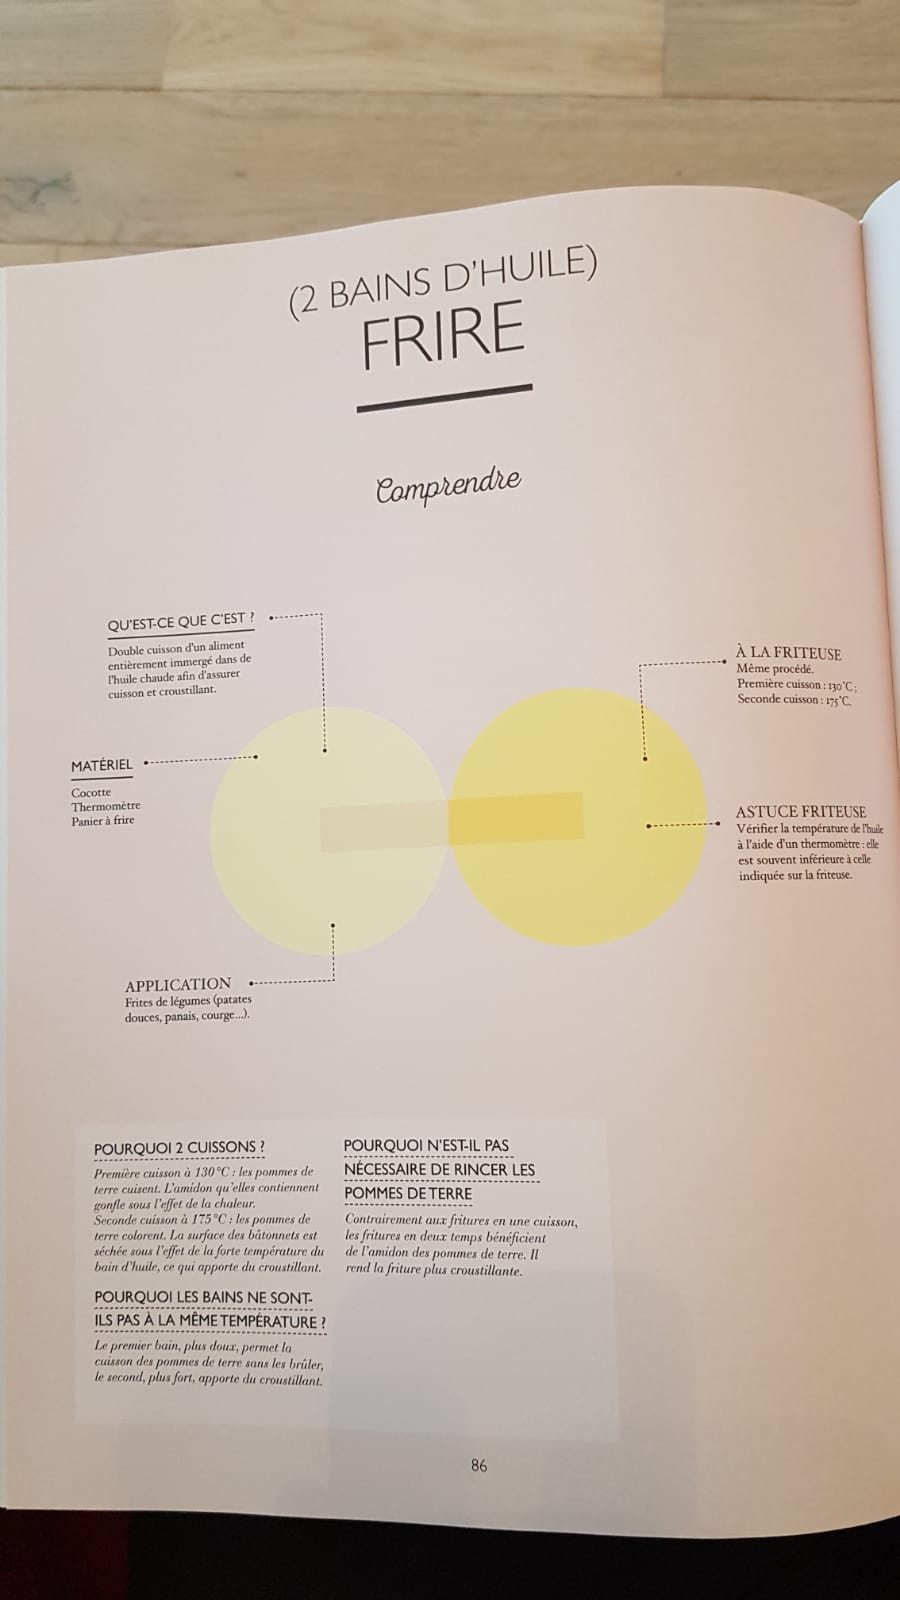 (2 BAINS D'HUILE)
FRIRE
Comprendre
QU'EST-CE QUE C'EST ?
Double cuisson d'un aliment
entièrement immergé dans de
l'huile chaude afin d'assurer
cuisson et croustillant.
MATÉRIEL
Cocotte
Thermomètre
Panier à frire
APPLICATION
Frites de légumes (patates
douces, panais, courge...).
À LA FRITEUSE
Même procédé.
Première cuisson : 130°C ;
Seconde cuisson : 175°C.
ASTUCE FRITEUSE
Vérifier la température de l'huile
à l'aide d'un thermomètre : elle
est souvent inférieure à celle
indiquée sur la friteuse.
POURQUOI 2 CUISSONS ?
Première cuisson à 130°C : les pommes de
terre cuisent. L'amidon qu'elles contiennent
gonfle sous l'effet de la chaleur.
Seconde cuisson à 175°C : les pommes de
terre colorent. La surface des bâtonnets est
séchée sous l'effet de la forte température du
bain d'huile, ce qui apporte du croustillant.
POURQUOI LES BAINS NE SONT-
ILS PAS À LA MÊME TEMPÉRATURE ?
Le premier bain, plus doux, permet la
cuisson des pommes de terre sans les brûler,
le second, plus fort, apporte du croustillant.
POURQUOI N'EST-IL PAS
NÉCESSAIRE DE RINCER LES
POMMES DE TERRE
Contrairement aux fritures en une cuisson,
les fritures en deux temps bénéficient
de l'amidon des pommes de terre. Il
rend la friture plus croustillante.
86